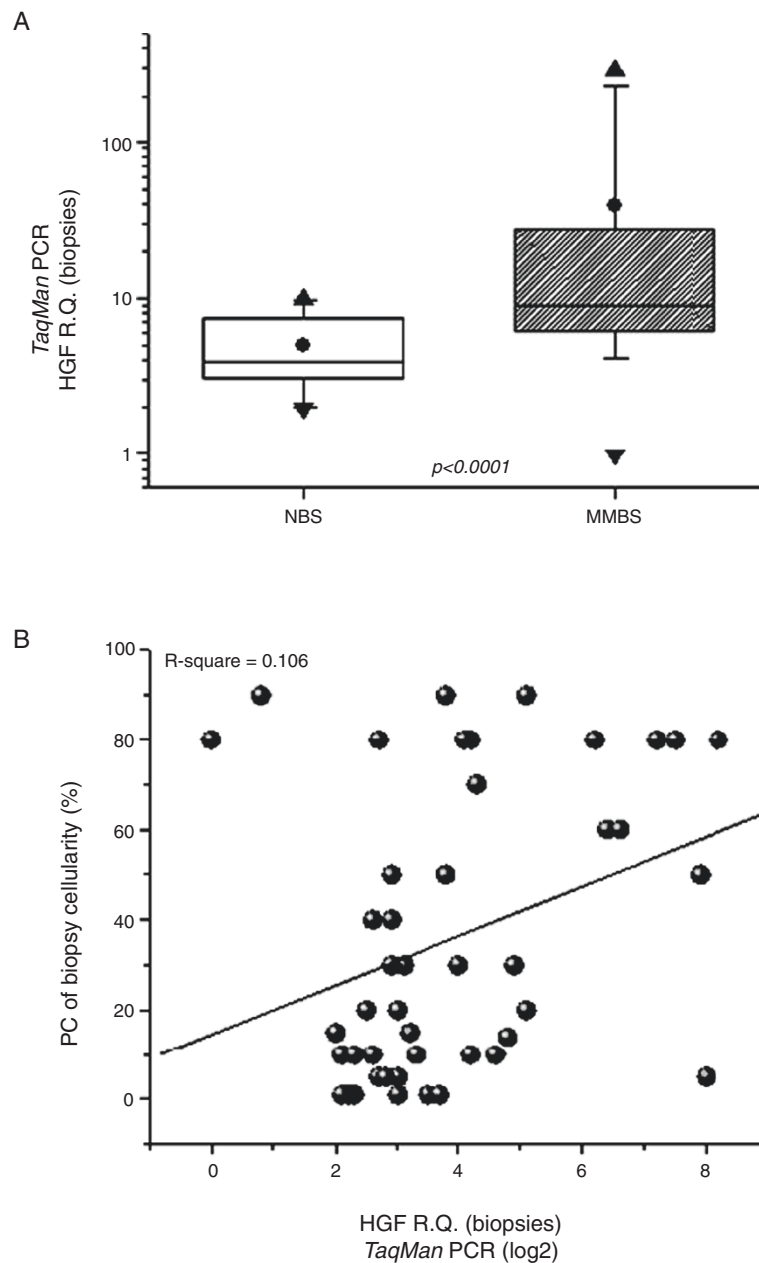 A
TaqMan PCR
HGF R.Q. (biopsies)
100
10
1
p<0.0001
NBS
MMBS
B
R-square = 0.106
PC of biopsy cellularity (%)
100
80
60
40
20
0
0
2
4
6
8
HGF R.Q. (biopsies)
TaqMan PCR (log2)